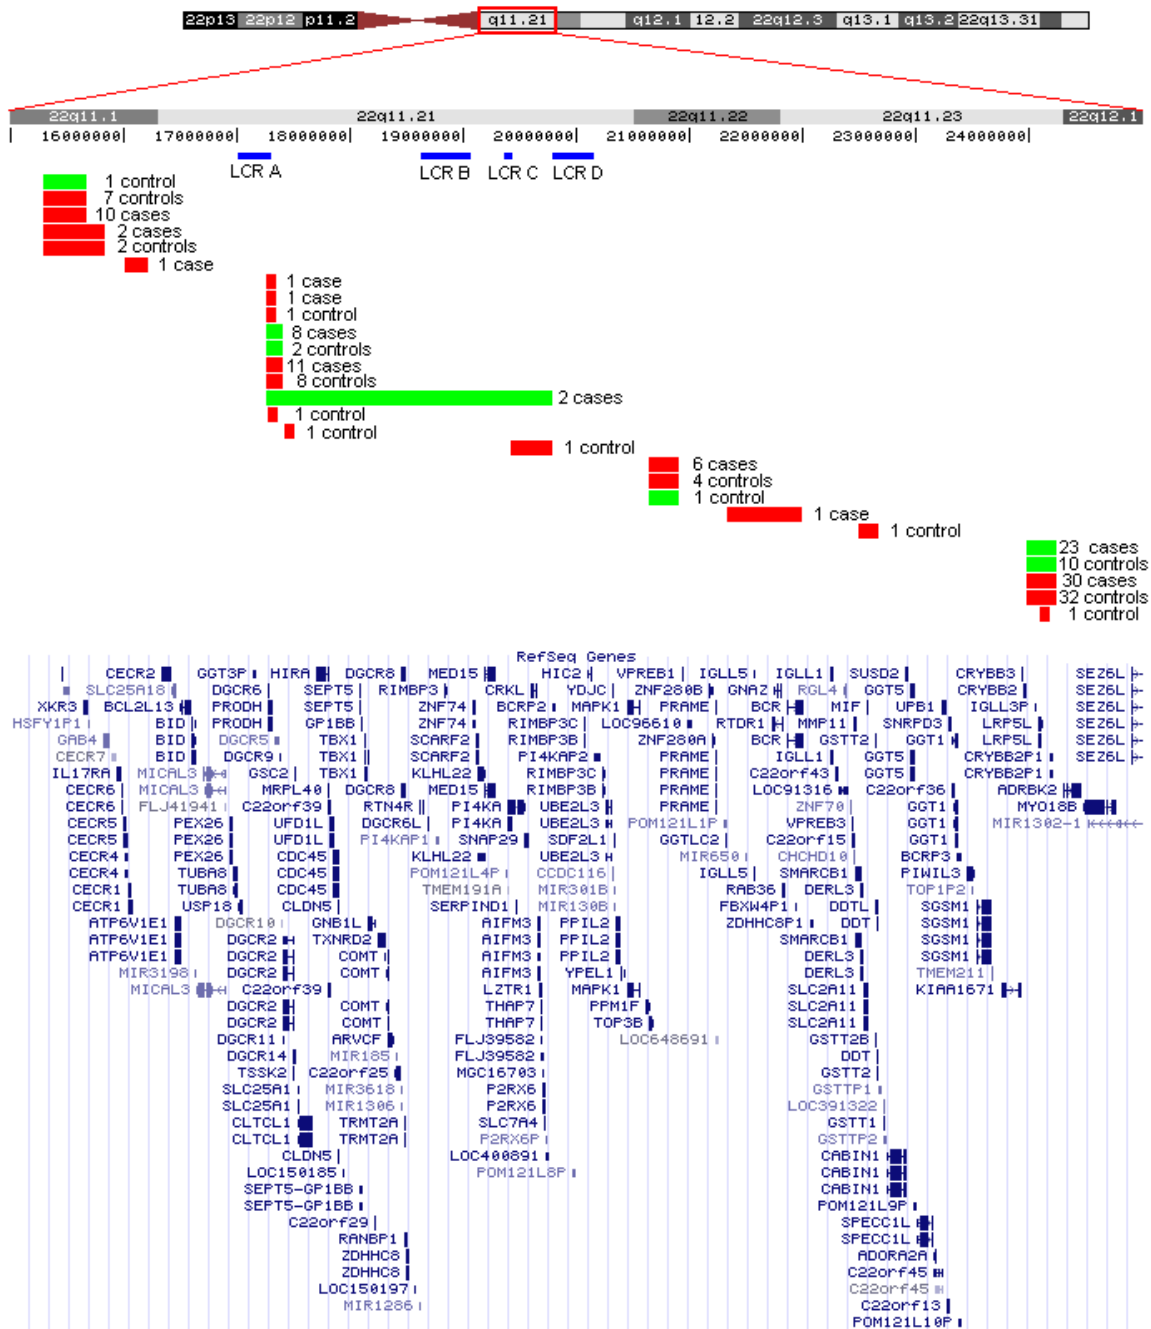 22p13 22p12 p11.2 q11.21 q12.1 12.2 22q12.3 q13.1 q13.2 22q13.31
22q11.1 22q11.21 22q11.22 22q11.23 22q12.1
16000000 17000000 18000000 19000000 20000000 21000000 22000000 23000000 24000000
LCR A LCR B LCR C LCR D
1 control
7 controls
10 cases
2 cases
2 controls
1 case
1 case
1 case
1 control
8 cases
2 controls
11 cases
8 controls
2 cases
1 control
1 control
1 control
6 cases
4 controls
1 control
1 case
1 control
23 cases
10 controls
30 cases
32 controls
1 control
RefSeq Genes
CECR2 GGT3P HIRA DGCR8 MED15 HIC2 VPREB1 IGLL5 IGLL1 SUSD2 CRYBB3 SEZ6L
SLC25A18 DGCR6 SEPT5 RIMBP3 CRKL YDJC ZNF280B GNAZ RGL4 GGT5 CRYBB2 SEZ6L
XKR3 BCL2L13 PRODH SEPT5 ZNF74 BCRP2 MAPK1 PRAME BCR MIF UPB1 IGLL3P SEZ6L
HSFY1P1 BID PRODH GP1BB ZNF74 RIMBP3C LOC96610 RTDR1 MMP11 SNRPD3 LRP5L SEZ6L
GAB4 BID DGCR5 TBX1 SCARF2 RIMBP3B ZNF280A BCR GSTT2 GGT1 LRP5L SEZ6L
CECR7 BID DGCR9 TBX1 SCARF2 PI4KAP2 PRAME IGLL1 GGT5 CRYBB2P1 SEZ6L
IL17RA MICAL3 GSC2 TBX1 KLHL22 RIMBP3C PRAME C22orf43 GGT5 CRYBB2P1
CECR6 MICAL3 MRPL40 DGCR8 MED15 RIMBP3B PRAME LOC91316 C22orf36 ADRBK2
CECR6 FLJ41941 C22orf39 RTN4R PI4KA UBE2L3 PRAME ZNF70 GGT1 MYO18B
CECR5 PEX26 UFD1L DGCR6L PI4KA UBE2L3 POM121L1P VPREB3 GGT1 MIR1302-1
CECR5 PEX26 UFD1L PI4KAP1 SNAP29 SDF2L1 GGTLC2 C22orf15 GGT1
CECR4 PEX26 CDC45 KLHL22 UBE2L3 MIR650 CHCHD10 BCRP3
CECR4 TUBA8 CDC45 POM121L4P CCDC116 IGLL5 SMARCB1 PIWIL3
CECR1 TUBA8 CDC45 TMEM191A MIR301B RAB36 DERL3 TOP1P2
CECR1 USP18 CLDN5 SERPIND1 MIR130B FBXW4P1 DDTL SGSM1
ATP6V1E1 DGCR10 GNB1L AIFM3 PPIL2 ZDHHC8P1 DDT SGSM1
ATP6V1E1 DGCR2 TXNRD2 AIFM3 PPIL2 SMARCB1 SGSM1
ATP6V1E1 DGCR2 COMT AIFM3 PPIL2 DERL3 SGSM1
MIR3198 DGCR2 COMT AIFM3 YPEL1 DERL3 TMEM211
MICAL3 C22orf39 LZTR1 MAPK1 SLC2A11 KIAA1671
DGCR2 COMT THAP7 PPM1F SLC2A11
DGCR2 COMT THAP7 TOP3B SLC2A11
DGCR11 ARVCF FLJ39582 LOC648691 GSTT2B
DGCR14 MIR185 FLJ39582 DDT
TSSK2 C22orf25 MGC16703 GSTT2
SLC25A1 MIR3618 P2RX6 GSTTP1
SLC25A1 MIR1306 P2RX6 LOC391322
CLTCL1 TRMT2A SLC7A4 GSTT1
CLTCL1 TRMT2A P2RX6P GSTTP2
CLDN5 LOC400891 CABIN1
LOC150185 POM121L8P CABIN1
SEPT5-GP1BB CABIN1
SEPT5-GP1BB POM121L9P
C22orf29 SPECC1L
RANBP1 SPECC1L
ZDHHC8 ADORA2A
ZDHHC8 C22orf45
LOC150197 C22orf45
MIR1286 C22orf13
POM121L10P